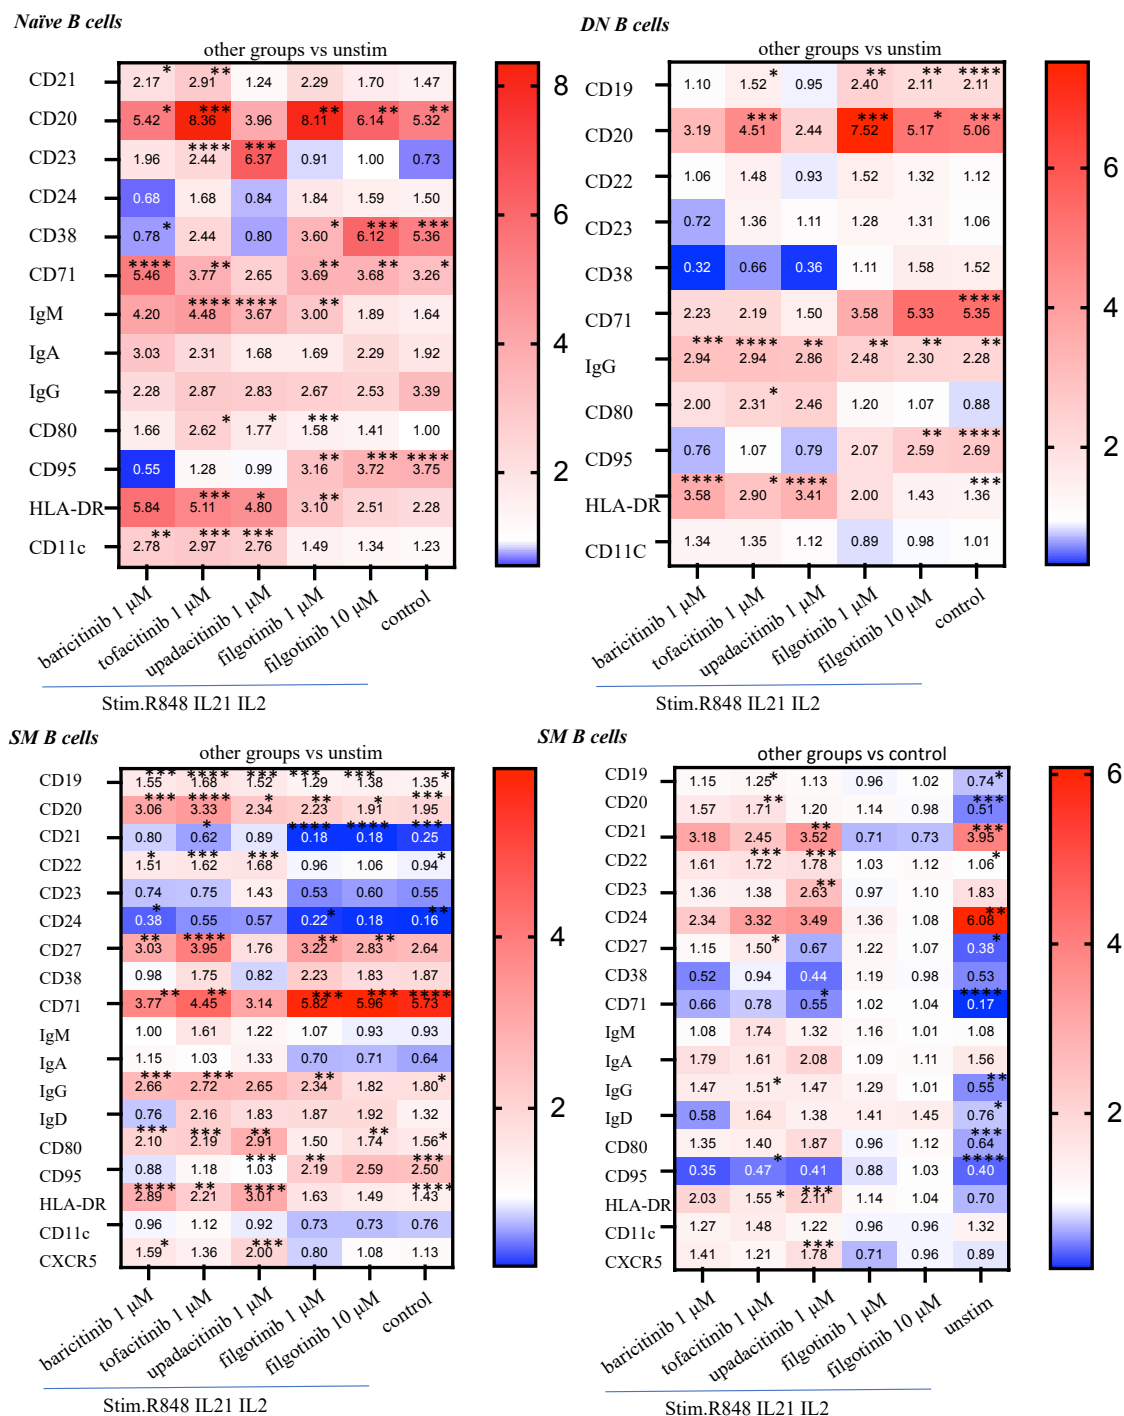 Naïve B cells
other groups vs unstim
CD21 2.17* 2.91** 1.24 2.29 1.70 1.47
CD20 5.42* 8.36*** 3.96 8.11** 6.14** 5.32**
CD23 1.96 2.44**** 6.37*** 0.91 1.00 0.73
CD24 0.68 1.68 0.84 1.84 1.59 1.50
CD38 0.78* 2.44 0.80 3.60* 6.12*** 5.36***
CD71 5.46**** 3.77** 2.65 3.69** 3.68** 3.26*
IgM 4.20 4.48**** 3.67**** 3.00** 1.89 1.64
IgA 3.03 2.31 1.68 1.69 2.29 1.92
IgG 2.28 2.87 2.83 2.67 2.53 3.39
CD80 1.66 2.62* 1.77* 1.58*** 1.41 1.00
CD95 0.55 1.28 0.99 3.16** 3.72*** 3.75****
HLA-DR 5.84 5.11*** 4.80* 3.10** 2.51 2.28
CD11c 2.78** 2.97*** 2.76*** 1.49 1.34 1.23
8
6
4
2
baricitinib 1 µM
tofacitinib 1 µM
upadacitinib 1 µM
filgotinib 1 µM
filgotinib 10 µM
control
Stim.R848 IL21 IL2
DN B cells
other groups vs unstim
CD19 1.10 1.52* 0.95 2.40** 2.11** 2.11****
CD20 3.19 4.51*** 2.44 7.52*** 5.17* 5.06***
CD22 1.06 1.48 0.93 1.52 1.32 1.12
CD23 0.72 1.36 1.11 1.28 1.31 1.06
CD38 0.32 0.66 0.36 1.11 1.58 1.52
CD71 2.23 2.19 1.50 3.58 5.33 5.35****
IgG 2.94*** 2.94**** 2.86** 2.48** 2.30** 2.28**
CD80 2.00 2.31* 2.46 1.20 1.07 0.88
CD95 0.76 1.07 0.79 2.07 2.59** 2.69****
HLA-DR 3.58**** 2.90* 3.41**** 2.00 1.43 1.36***
CD11C 1.34 1.35 1.12 0.89 0.98 1.01
6
4
2
baricitinib 1 µM
tofacitinib 1 µM
upadacitinib 1 µM
filgotinib 1 µM
filgotinib 10 µM
control
Stim.R848 IL21 IL2
SM B cells
other groups vs unstim
CD19 1.55*** 1.68**** 1.52*** 1.29*** 1.38*** 1.35*
CD20 3.06*** 3.33**** 2.34* 2.23** 1.91* 1.95***
CD21 0.80 0.62* 0.89 0.18**** 0.18**** 0.25***
CD22 1.51* 1.62*** 1.68*** 0.96 1.06 0.94*
CD23 0.74 0.75 1.43 0.53 0.60 0.55
CD24 0.38* 0.55 0.57 0.22* 0.18 0.16**
CD27 3.03** 3.95**** 1.76 3.22** 2.83** 2.64
CD38 0.98 1.75 0.82 2.23 1.83 1.87
CD71 3.77** 4.45** 3.14 5.82*** 5.96*** 5.73****
IgM 1.00 1.61 1.22 1.07 0.93 0.93
IgA 1.15 1.03 1.33 0.70 0.71 0.64
IgG 2.66*** 2.72*** 2.65 2.34** 1.82 1.80*
IgD 0.76 2.16 1.83 1.87 1.92 1.32
CD80 2.10*** 2.19*** 2.91** 1.50 1.74** 1.56*
CD95 0.88 1.18 1.03*** 2.19** 2.59 2.50***
HLA-DR 2.89**** 2.21** 3.01**** 1.63 1.49 1.43****
CD11c 0.96 1.12 0.92 0.73 0.73 0.76
CXCR5 1.59* 1.36 2.00*** 0.80 1.08 1.13
4
2
baricitinib 1 µM
tofacitinib 1 µM
upadacitinib 1 µM
filgotinib 1 µM
filgotinib 10 µM
control
Stim.R848 IL21 IL2
SM B cells
other groups vs control
CD19 1.15 1.25* 1.13 0.96 1.02 0.74*
CD20 1.57 1.71** 1.20 1.14 0.98 0.51***
CD21 3.18 2.45 3.52** 0.71 0.73 3.95***
CD22 1.61 1.72*** 1.78*** 1.03 1.12 1.06*
CD23 1.36 1.38 2.63** 0.97 1.10 1.83
CD24 2.34 3.32 3.49 1.36 1.08 6.08**
CD27 1.15 1.50* 0.67 1.22 1.07 0.38*
CD38 0.52 0.94 0.44 1.19 0.98 0.53
CD71 0.66 0.78 0.55* 1.02 1.04 0.17****
IgM 1.08 1.74 1.32 1.16 1.01 1.08
IgA 1.79 1.61 2.08 1.09 1.11 1.56
IgG 1.47 1.51* 1.47 1.29 1.01 0.55**
IgD 0.58 1.64 1.38 1.41 1.45 0.76*
CD80 1.35 1.40 1.87 0.96 1.12 0.64***
CD95 0.35 0.47* 0.41 0.88 1.03 0.40****
HLA-DR 2.03 1.55* 2.11*** 1.14 1.04 0.70
CD11c 1.27 1.48 1.22 0.96 0.96 1.32
CXCR5 1.41 1.21 1.78*** 0.71 0.96 0.89
6
4
2
baricitinib 1 µM
tofacitinib 1 µM
upadacitinib 1 µM
filgotinib 1 µM
filgotinib 10 µM
unstim
Stim.R848 IL21 IL2